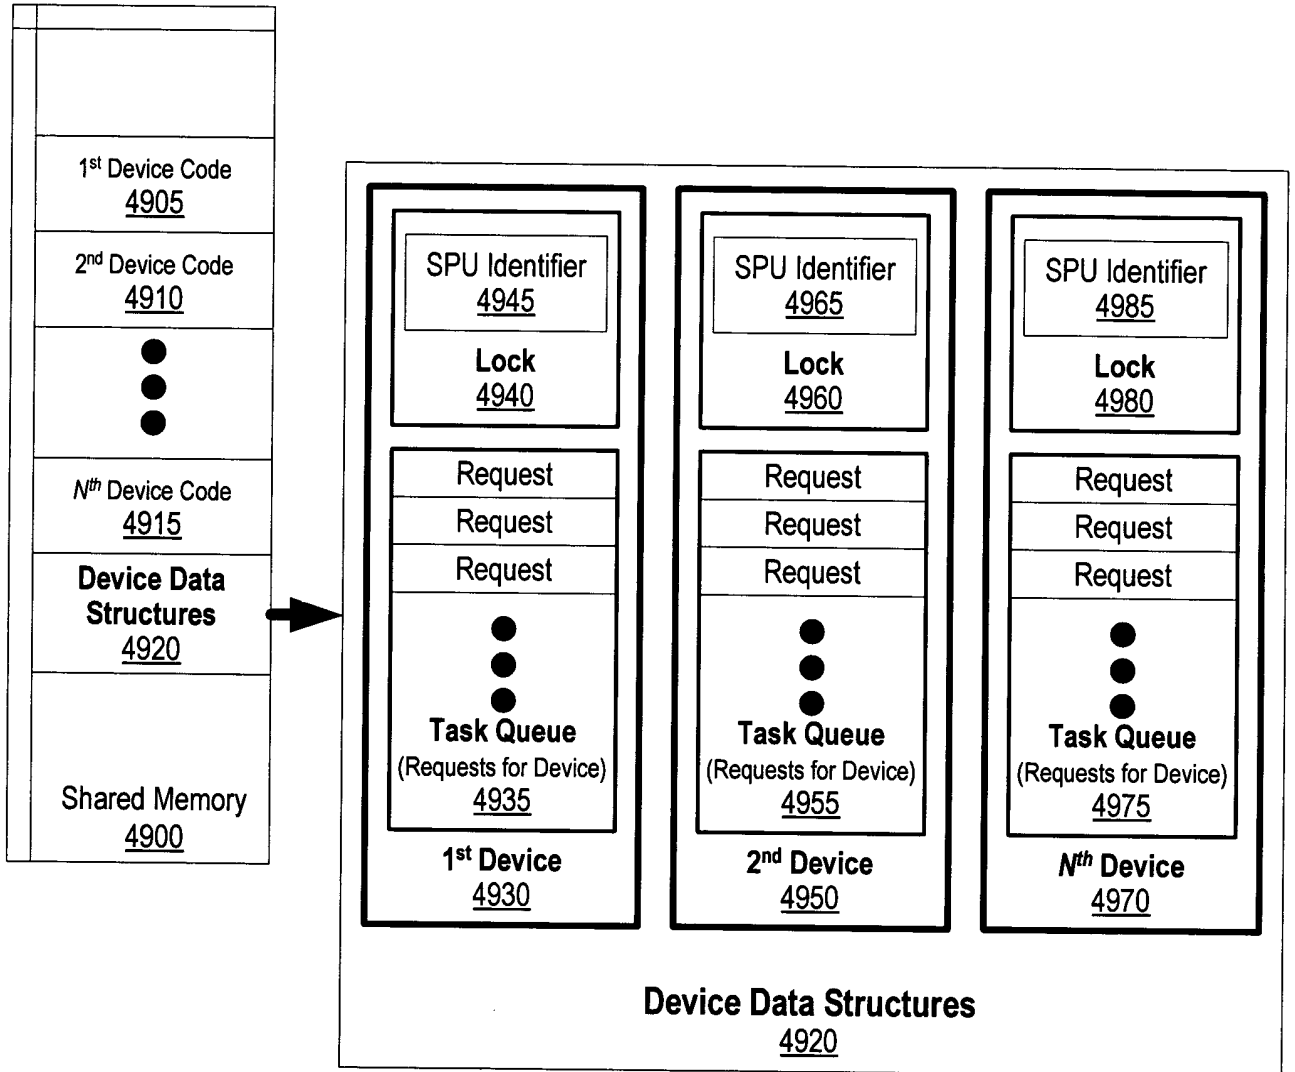 1st Device Code
4905
2nd Device Code
4910
Nth Device Code
4915
Device Data
Structures
4920
Shared Memory
4900
SPU Identifier
4945
Lock
4940
Request
Request
Request
Task Queue
(Requests for Device)
4935
1st Device
4930
SPU Identifier
4965
Lock
4960
Request
Request
Request
Task Queue
(Requests for Device)
4955
2nd Device
4950
SPU Identifier
4985
Lock
4980
Request
Request
Request
Task Queue
(Requests for Device)
4975
Nth Device
4970
Device Data Structures
4920